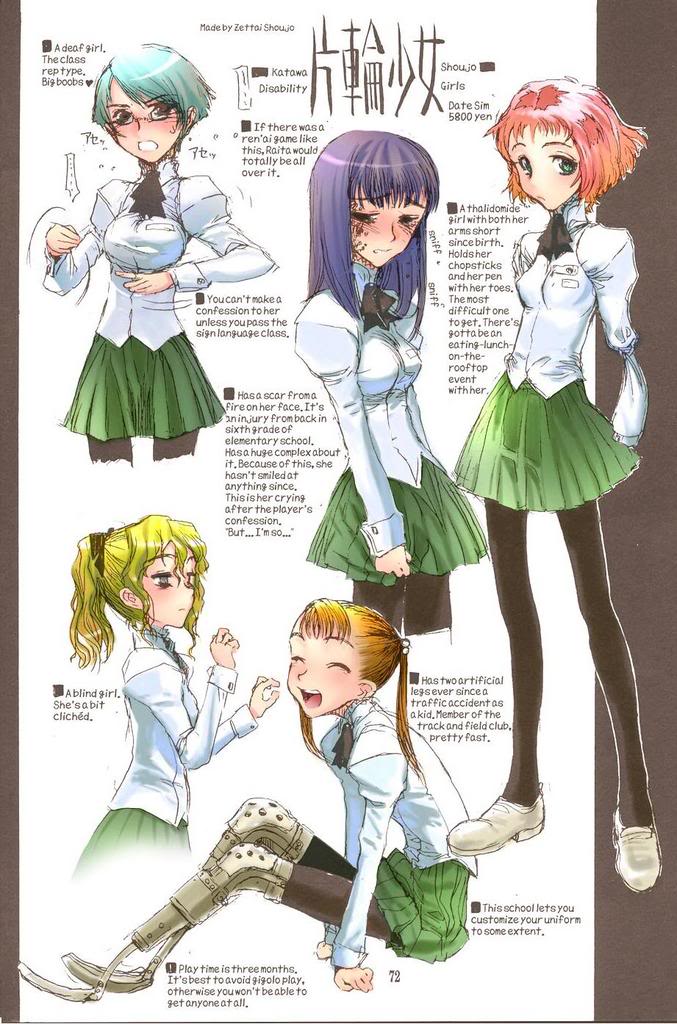 Made by Zettai Shoujo
A deaf girl.
The class
rep type.
Big boobs♥
Katawa
Disability
片輪少女
Shoujo
Girls
Date Sim
5800 yen
If there was a
ren'ai game like
this, Raita would
totally be all
over it.
アセッ
アセッ
You can't make a
confession to her
unless you pass the
sign language class.
sniff
sniff
A thalidomide
girl with both her
arms short
since birth.
Holds her
chopsticks
and her pen
with her toes.
The most
difficult one
to get. There's
gotta be an
eating-lunch-
on-the-
rooftop
event
with her.
Has a scar from a
fire on her face. It's
an injury from back in
sixth grade of
elementary school.
Has a huge complex about
it. Because of this, she
hasn't smiled at
anything since.
This is her crying
after the player's
confession.
"But... I'm so..."
A blind girl.
She's a bit
clichéd.
Has two artificial
legs ever since a
traffic accident as
a kid. Member of the
track and field club,
pretty fast.
This school lets you
customize your uniform
to some extent.
! Play time is three months.
It's best to avoid gigolo play,
otherwise you won't be able to
get anyone at all.
72